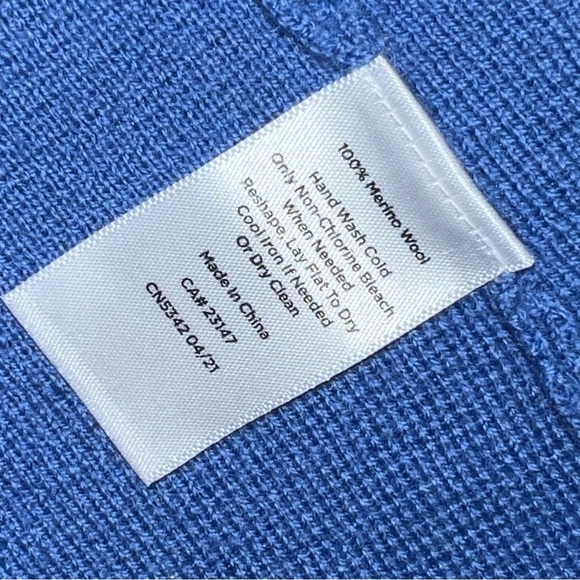 100% Merino Wool
Hand Wash Cold
Only Non-Chlorine Bleach
When Needed
Reshape, Lay Flat To Dry
Cool Iron If Needed
Or Dry Clean
Made In China
CA# 23147
CN5342 04/21